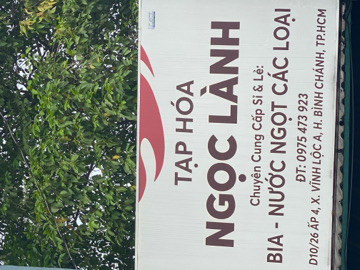 TẠP HÓA
NGỌC LÀNH
Chuyên Cung Cấp Sỉ & Lẻ:
BIA - NƯỚC NGỌT CÁC LOẠI
ĐT: 0975 473 923
D10/26 ẤP 4, X. VĨNH LỘC A, H. BÌNH CHÁNH, TP.HCM